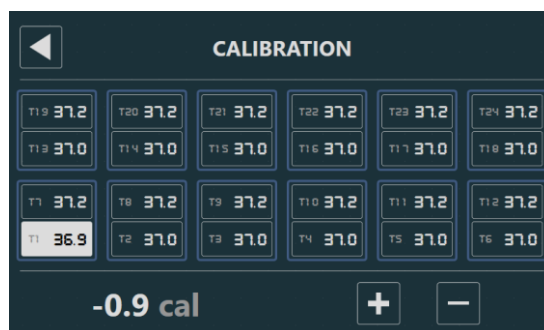 CALIBRATION
T19 37.2 T20 37.2 T21 37.2 T22 37.2 T23 37.2 T24 37.2
T13 37.0 T14 37.0 T15 37.0 T16 37.0 T17 37.0 T18 37.0
T7 37.2 T8 37.2 T9 37.2 T10 37.2 T11 37.2 T12 37.2
T1 36.9 T2 37.0 T3 37.0 T4 37.0 T5 37.0 T6 37.0
-0.9 cal + −